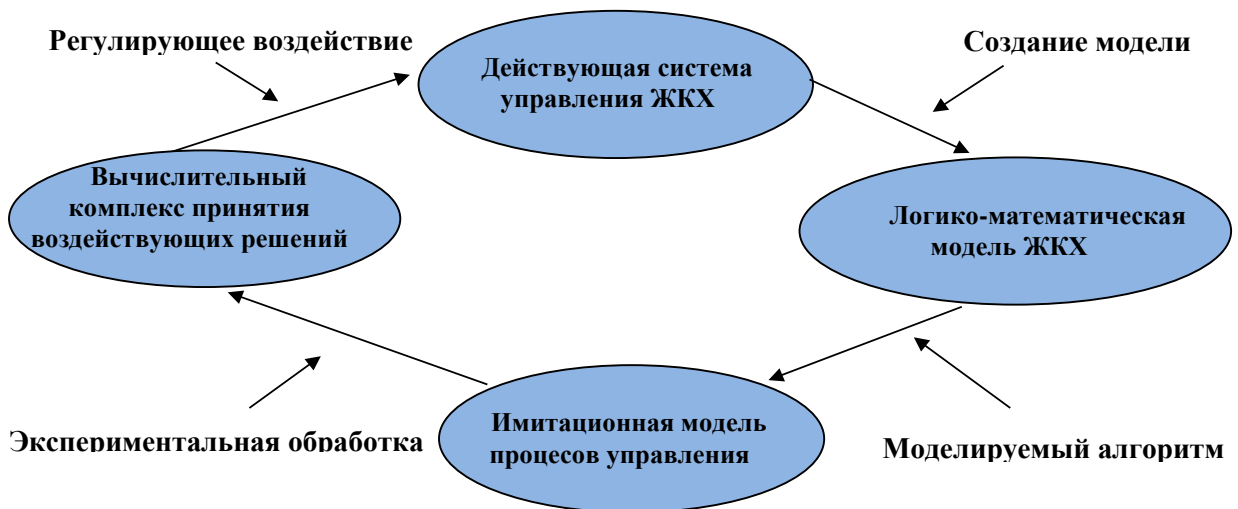 Регулирующее воздействие
Создание модели
Действующая система
управления ЖКХ
Вычислительный
комплекс принятия
воздействующих решений
Логико-математическая
модель ЖКХ
Имитационная модель
процесов управления
Экспериментальная обработка
Моделируемый алгоритм